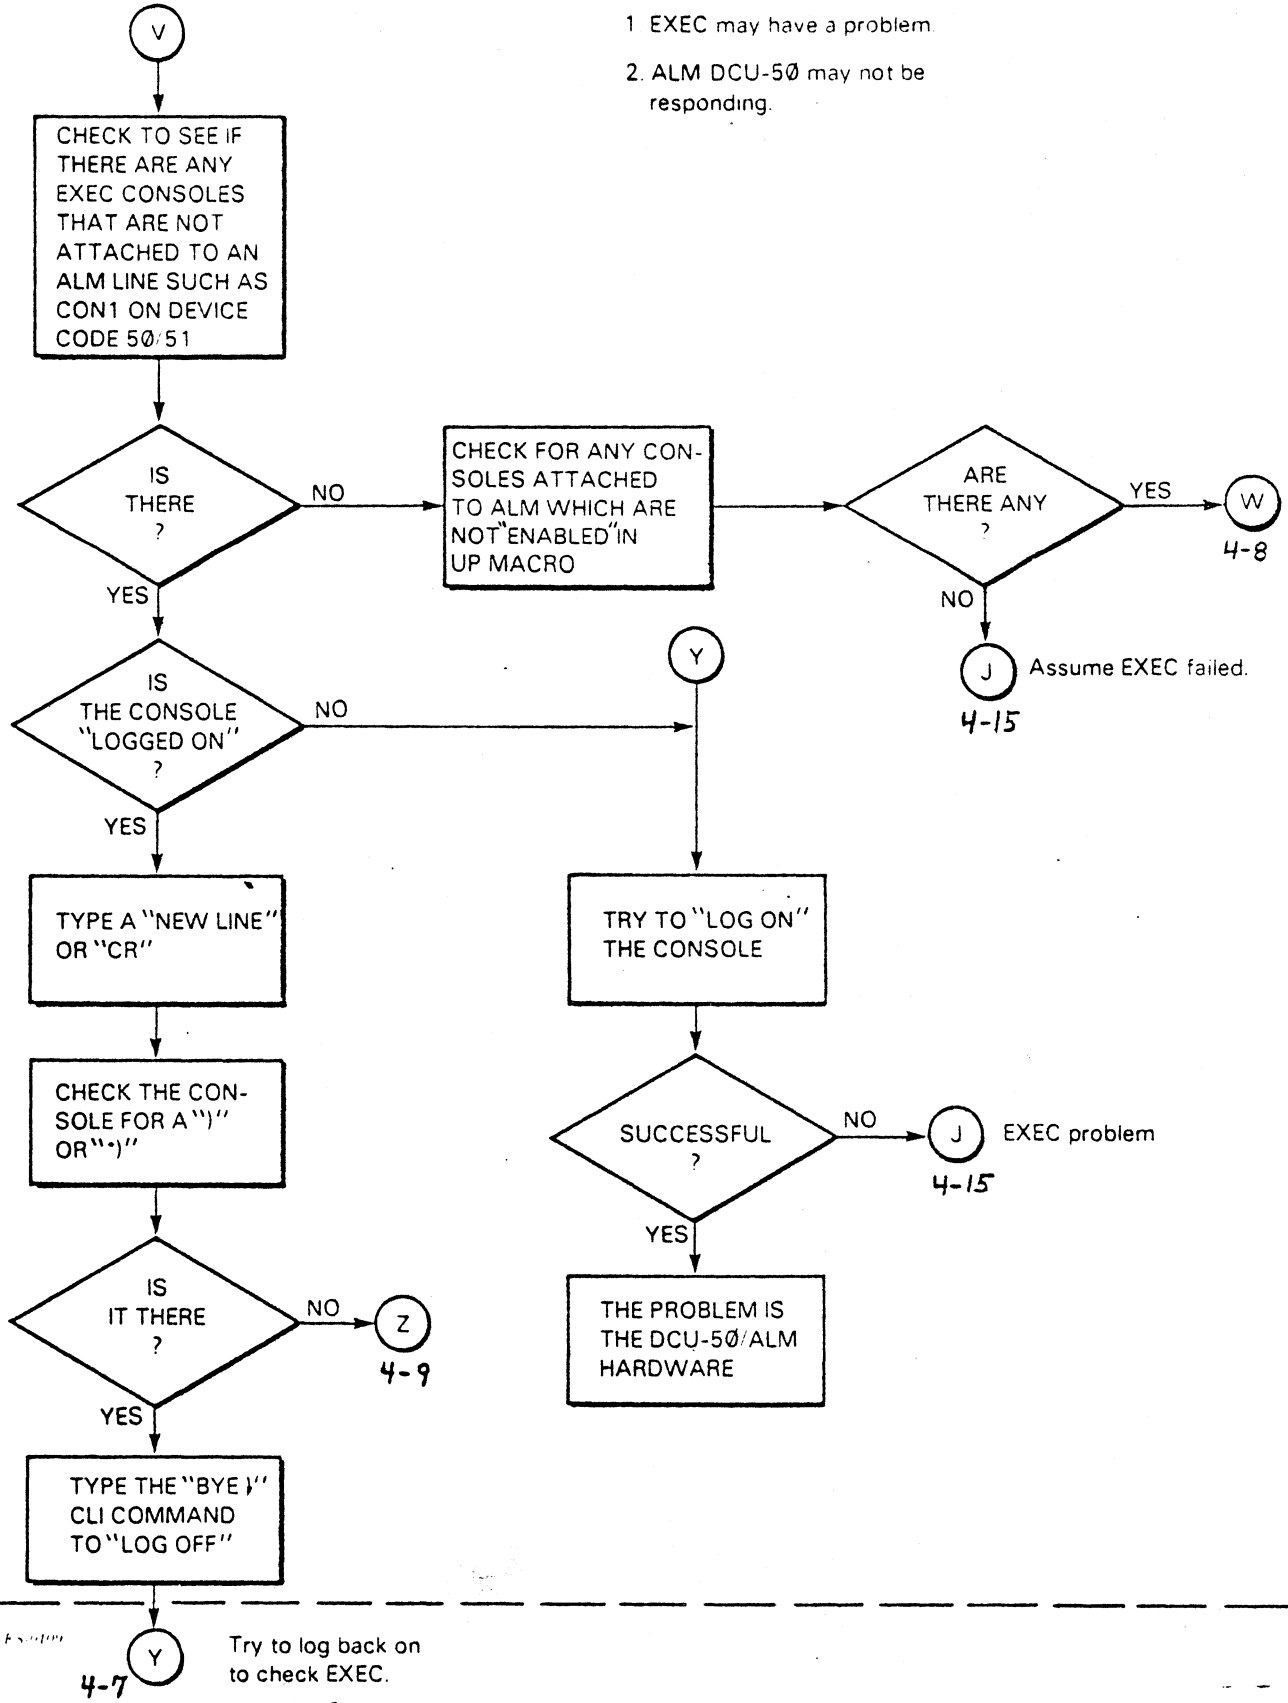 V
1 EXEC may have a problem.
2. ALM DCU-5Ø may not be
responding.
CHECK TO SEE IF
THERE ARE ANY
EXEC CONSOLES
THAT ARE NOT
ATTACHED TO AN
ALM LINE SUCH AS
CON1 ON DEVICE
CODE 5Ø/51
IS
THERE
?
NO
YES
CHECK FOR ANY CON-
SOLES ATTACHED
TO ALM WHICH ARE
NOT "ENABLED" IN
UP MACRO
ARE
THERE ANY
?
YES
W
4-8
NO
J
Assume EXEC failed.
4-15
IS
THE CONSOLE
"LOGGED ON"
?
NO
YES
Y
TYPE A "NEW LINE"
OR "CR"
TRY TO "LOG ON"
THE CONSOLE
CHECK THE CON-
SOLE FOR A ")"
OR "*)"
SUCCESSFUL
?
NO
J
EXEC problem
4-15
YES
IS
IT THERE
?
NO
Z
4-9
YES
THE PROBLEM IS
THE DCU-5Ø/ALM
HARDWARE
TYPE THE "BYE )"
CLI COMMAND
TO "LOG OFF"
Y
4-7
Try to log back on
to check EXEC.